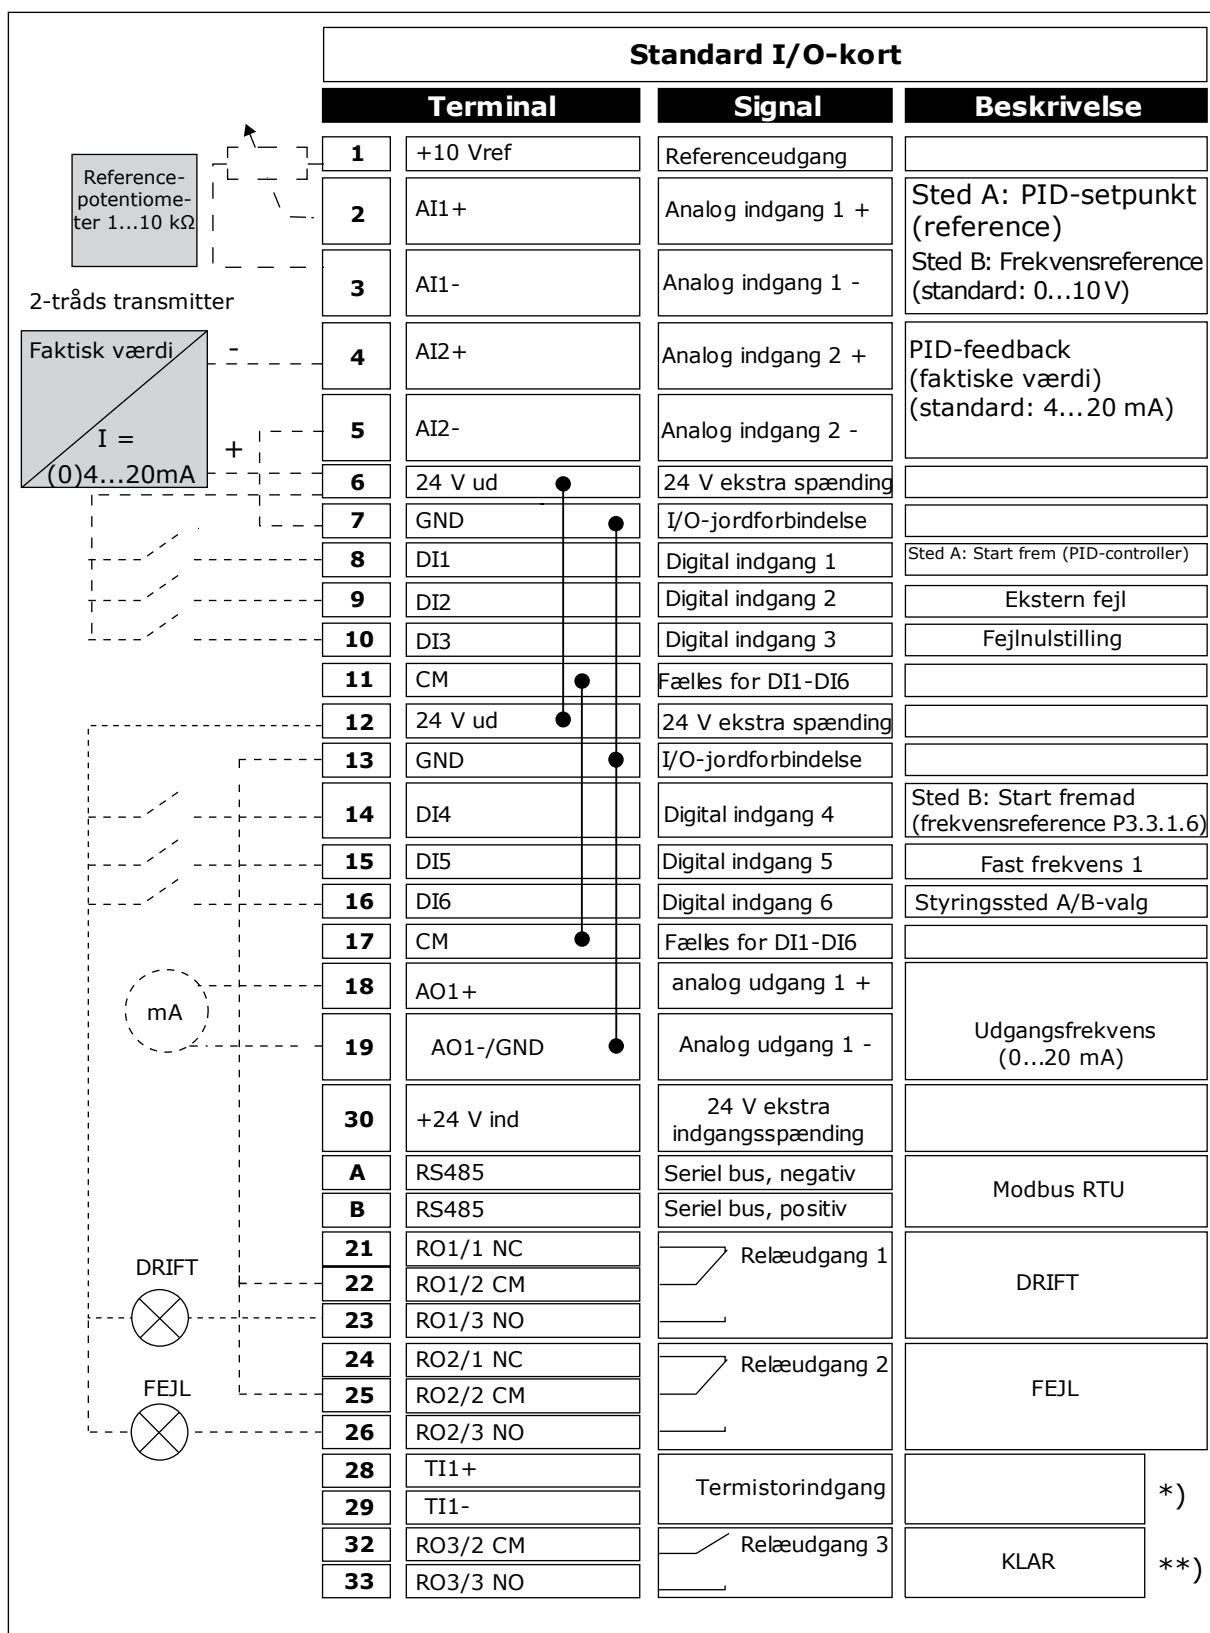 Standard I/O-kort
Terminal
Signal
Beskrivelse
Reference-
potentiome-
ter 1...10 kΩ
1
+10 Vref
Referenceudgang
2
AI1+
Analog indgang 1 +
Sted A: PID-setpunkt
(reference)
Sted B: Frekvensreference
(standard: 0...10 V)
3
AI1-
Analog indgang 1 -
2-tråds transmitter
Faktisk værdi
I =
(0)4...20mA
-
+
4
AI2+
Analog indgang 2 +
PID-feedback
(faktiske værdi)
(standard: 4...20 mA)
5
AI2-
Analog indgang 2 -
6
24 V ud
24 V ekstra spænding
7
GND
I/O-jordforbindelse
8
DI1
Digital indgang 1
Sted A: Start frem (PID-controller)
9
DI2
Digital indgang 2
Ekstern fejl
10
DI3
Digital indgang 3
Fejlnulstilling
11
CM
Fælles for DI1-DI6
12
24 V ud
24 V ekstra spænding
13
GND
I/O-jordforbindelse
14
DI4
Digital indgang 4
Sted B: Start fremad
(frekvensreference P3.3.1.6)
15
DI5
Digital indgang 5
Fast frekvens 1
16
DI6
Digital indgang 6
Styringssted A/B-valg
17
CM
Fælles for DI1-DI6
mA
18
AO1+
analog udgang 1 +
Udgangsfrekvens
(0...20 mA)
19
AO1-/GND
Analog udgang 1 -
30
+24 V ind
24 V ekstra
indgangsspænding
A
RS485
Seriel bus, negativ
Modbus RTU
B
RS485
Seriel bus, positiv
21
RO1/1 NC
Relæudgang 1
DRIFT
DRIFT
22
RO1/2 CM
23
RO1/3 NO
24
RO2/1 NC
Relæudgang 2
FEJL
FEJL
25
RO2/2 CM
26
RO2/3 NO
28
TI1+
Termistorindgang
*)
29
TI1-
32
RO3/2 CM
Relæudgang 3
KLAR
**)
33
RO3/3 NO